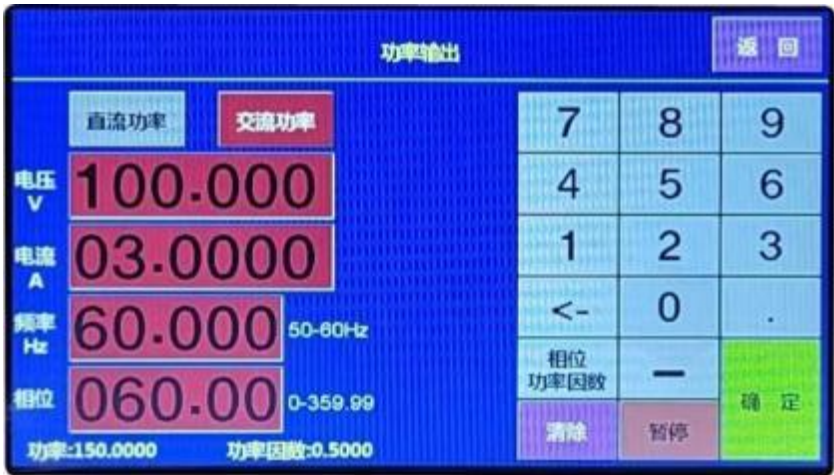 功率输出
返 回
直流功率
交流功率
电压
V
100.000
电流
A
03.0000
频率
Hz
60.000
50-60Hz
相位
060.00
0-359.99
功率:150.0000
功率因数:0.5000
7 8 9
4 5 6
1 2 3
<- 0 .
相位
功率因数
—
确 定
清除
暂停